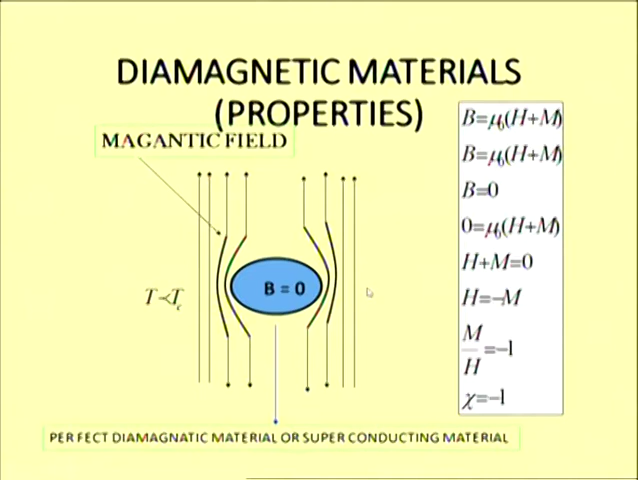 DIAMAGNETIC MATERIALS
(PROPERTIES)
MAGANTIC FIELD
B=μ₀(H+M)
B=μ₀(H+M)
B=0
0=μ₀(H+M)
H+M=0
H=-M
M/H=-1
χ=-1
B = 0
T<T_c
PERFECT DIAMAGNATIC MATERIAL OR SUPER CONDUCTING MATERIAL